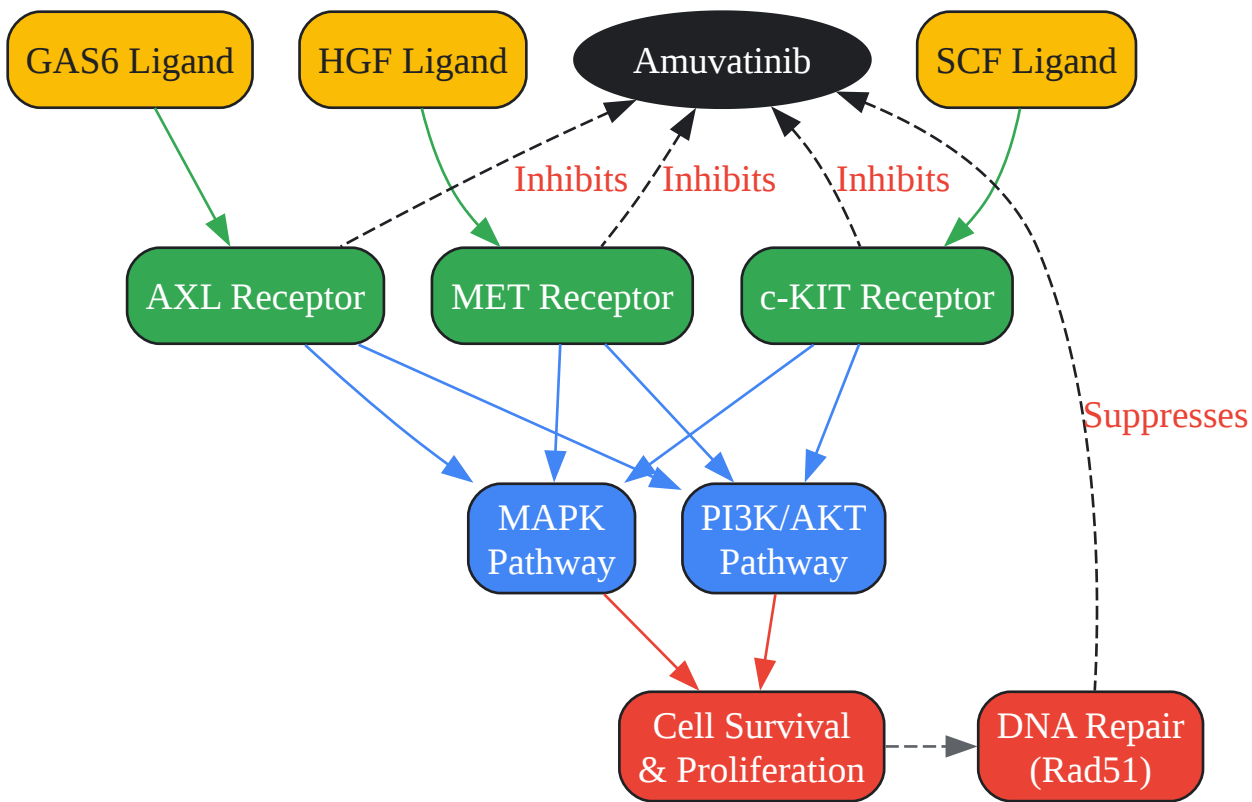 GAS6 Ligand
HGF Ligand
Amuvatinib
SCF Ligand
Inhibits
Inhibits
Inhibits
AXL Receptor
MET Receptor
c-KIT Receptor
Suppresses
MAPK
Pathway
PI3K/AKT
Pathway
Cell Survival
& Proliferation
DNA Repair
(Rad51)